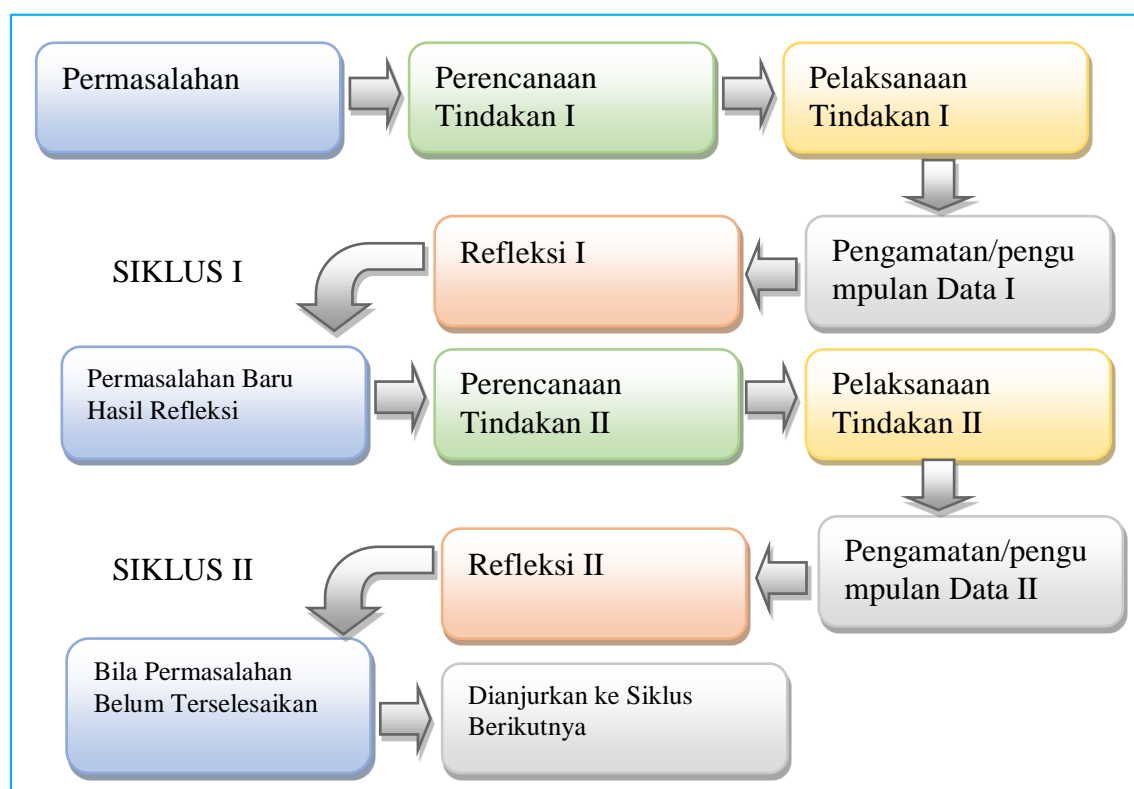 Permasalahan
Perencanaan
Tindakan I
Pelaksanaan
Tindakan I
SIKLUS I
Refleksi I
Pengamatan/pengu
mpulan Data I
Permasalahan Baru
Hasil Refleksi
Perencanaan
Tindakan II
Pelaksanaan
Tindakan II
SIKLUS II
Refleksi II
Pengamatan/pengu
mpulan Data II
Bila Permasalahan
Belum Terselesaikan
Dianjurkan ke Siklus
Berikutnya